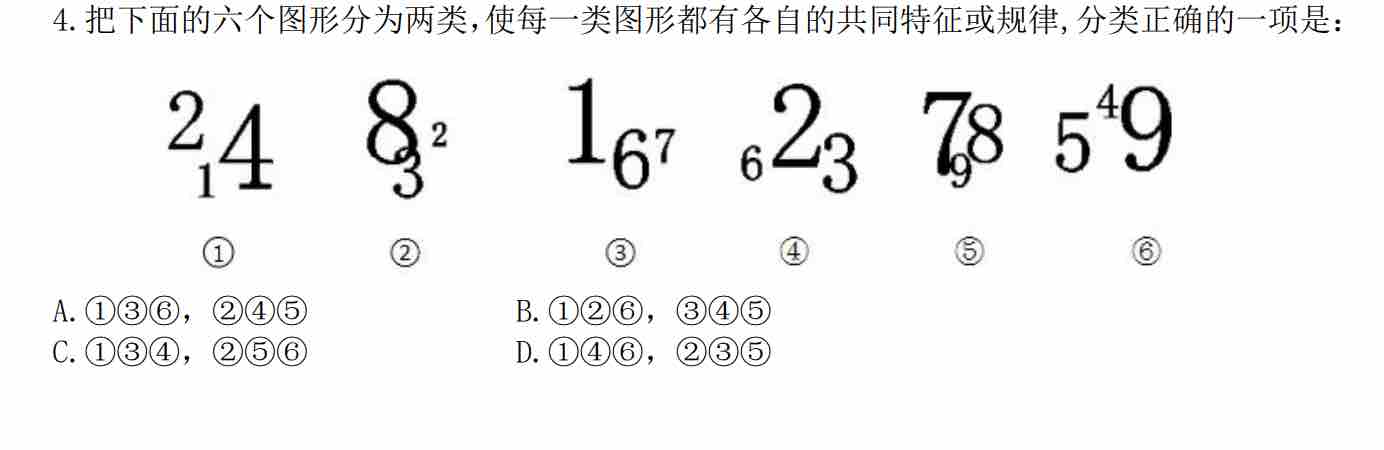 4.把下面的六个图形分为两类,使每一类图形都有各自的共同特征或规律,分类正确的一项是：
2 1 4 8 3 2 1 6 7 6 2 3 7 9 8 5 4 9
① ② ③ ④ ⑤ ⑥
A.①③⑥，②④⑤ B.①②⑥，③④⑤
C.①③④，②⑤⑥ D.①④⑥，②③⑤